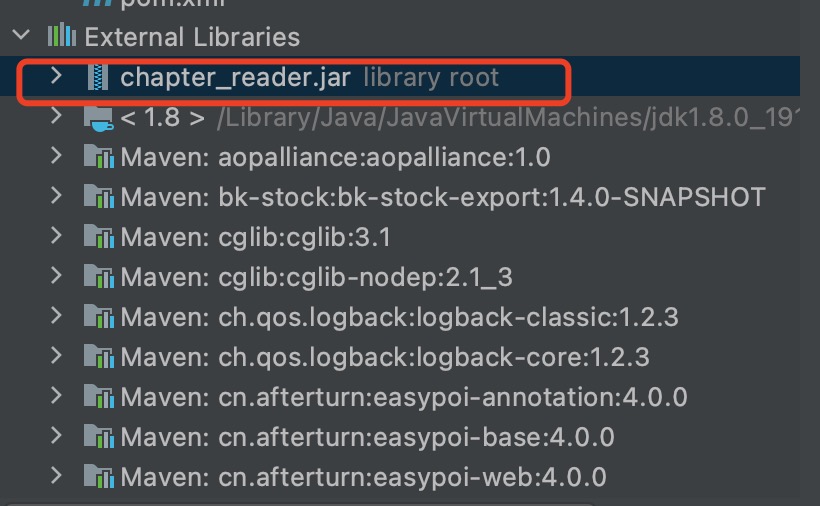 pom.xml
External Libraries
chapter_reader.jar library root
< 1.8 > /Library/Java/JavaVirtualMachines/jdk1.8.0_191
Maven: aopalliance:aopalliance:1.0
Maven: bk-stock:bk-stock-export:1.4.0-SNAPSHOT
Maven: cglib:cglib:3.1
Maven: cglib:cglib-nodep:2.1_3
Maven: ch.qos.logback:logback-classic:1.2.3
Maven: ch.qos.logback:logback-core:1.2.3
Maven: cn.afterturn:easypoi-annotation:4.0.0
Maven: cn.afterturn:easypoi-base:4.0.0
Maven: cn.afterturn:easypoi-web:4.0.0